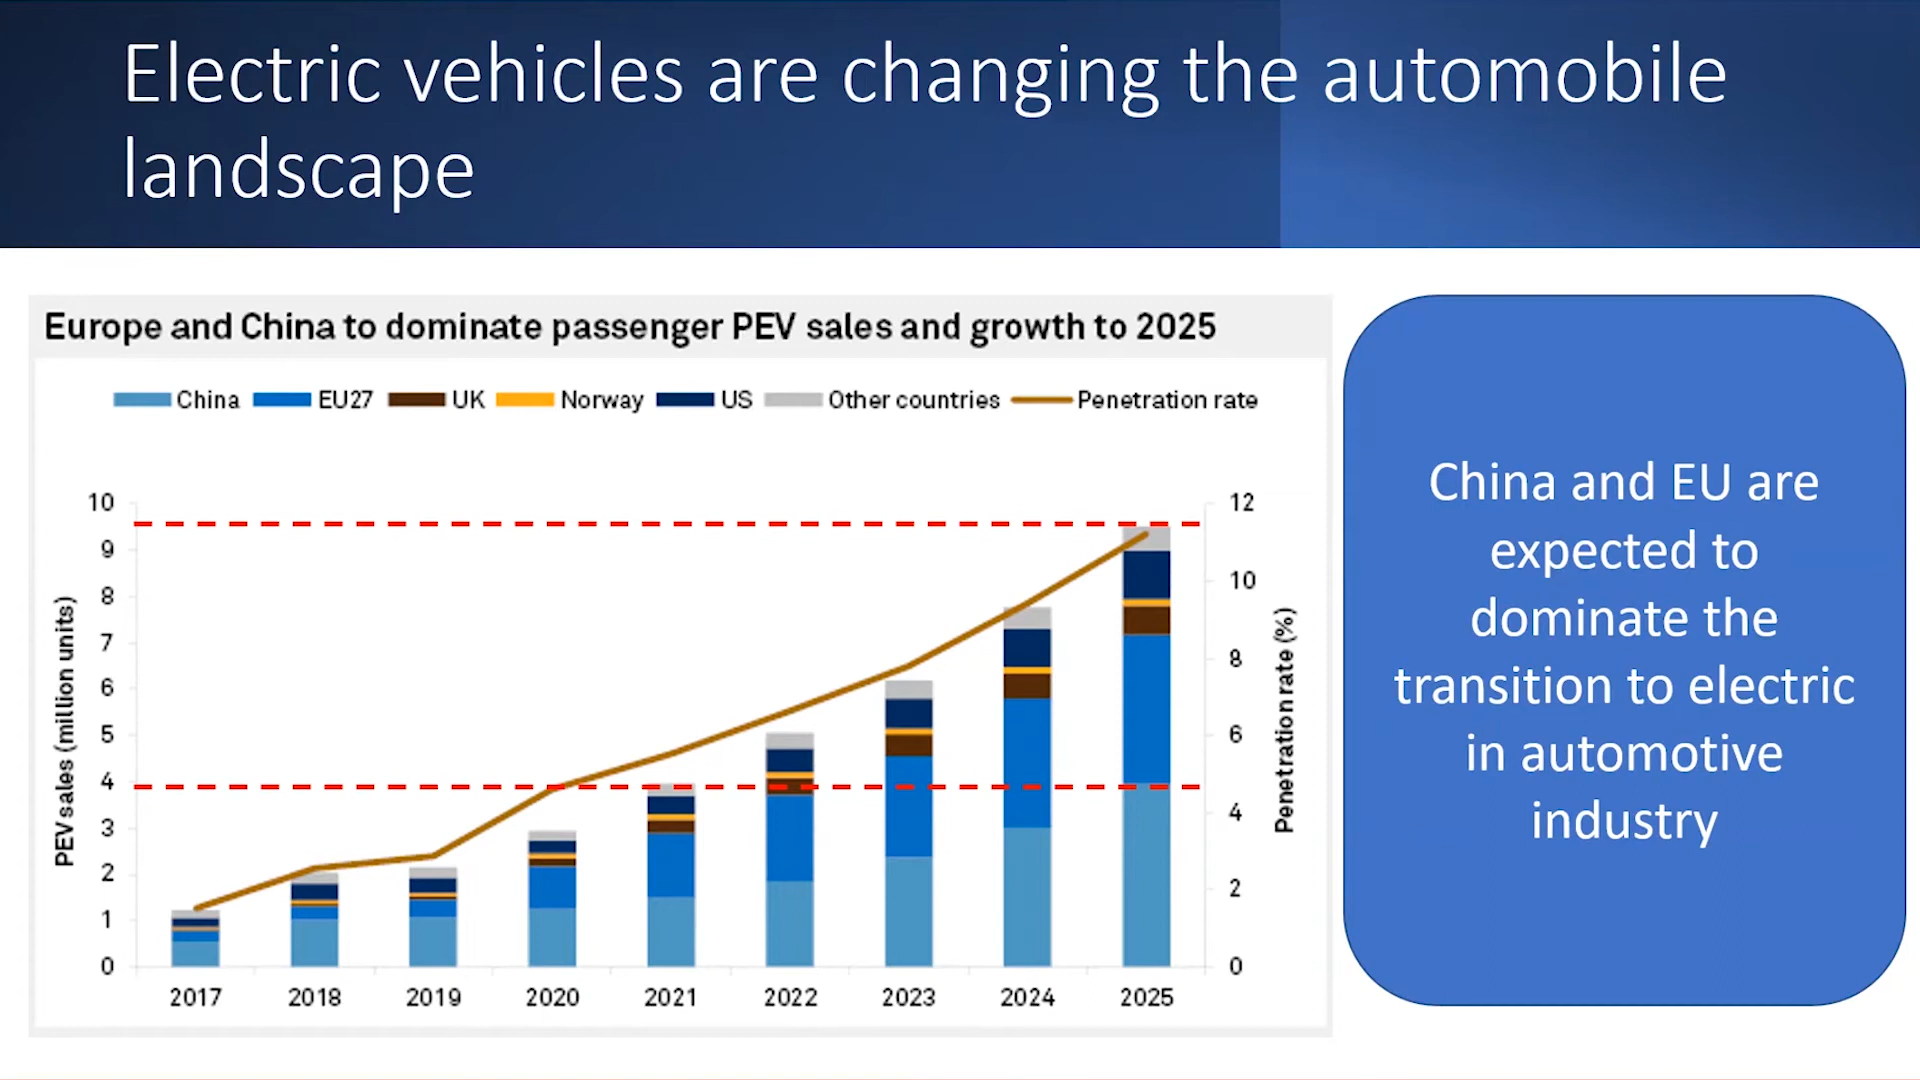 Electric vehicles are changing the automobile
landscape
Europe and China to dominate passenger PEV sales and growth to 2025
China EU27 UK Norway US Other countries Penetration rate
PEV sales (million units)
10
9
8
7
6
5
4
3
2
1
0
12
10
8
6
4
2
0
Penetration rate (%)
2017 2018 2019 2020 2021 2022 2023 2024 2025
China and EU are
expected to
dominate the
transition to electric
in automotive
industry